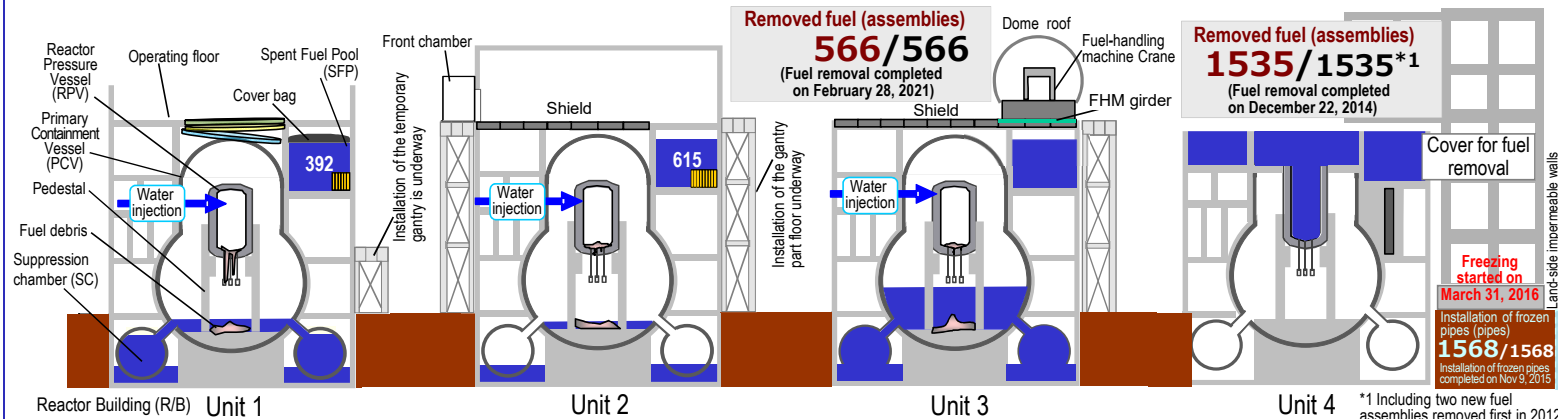 Reactor
Pressure
Vessel
(RPV)
Operating floor
Spent Fuel Pool
(SFP)
Cover bag
Primary
Containment
Vessel
(PCV)
392
Pedestal
Water
injection
Fuel debris
Suppression
chamber (SC)
Reactor Building (R/B)
Unit 1
Installation of the temporary
gantry is underway
Front chamber
Shield
615
Water
injection
Unit 2
Installation of the gantry
part floor underway
Removed fuel (assemblies)
566/566
(Fuel removal completed
on February 28, 2021)
Dome roof
Fuel-handling
machine Crane
FHM girder
Shield
Water
injection
Unit 3
Removed fuel (assemblies)
1535/1535*1
(Fuel removal completed
on December 22, 2014)
Cover for fuel
removal
Unit 4
Land-side impermeable walls
Freezing
started on
March 31, 2016
Installation of frozen
pipes (pipes)
1568/1568
Installation of frozen pipes
completed on Nov 9, 2015
*1 Including two new fuel
assemblies removed first in 2012